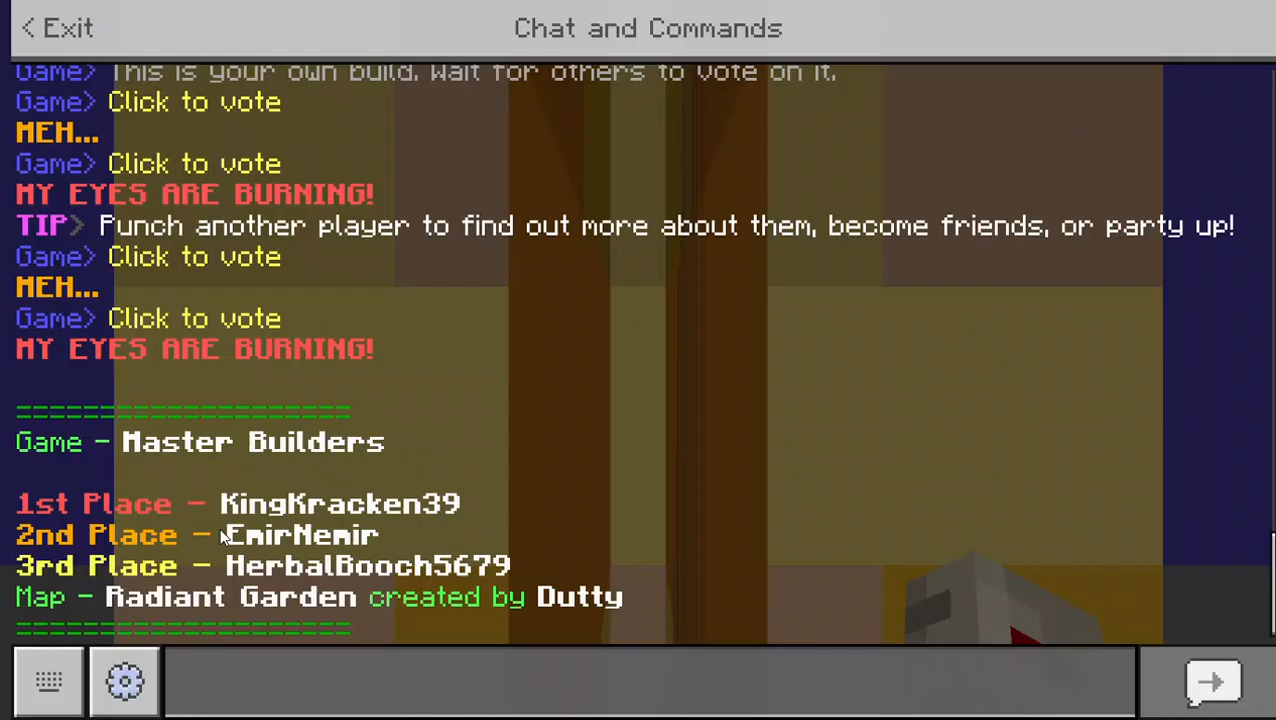 < Exit
Chat and Commands
Game> This is your own build. Wait for others to vote on it.
Game> Click to vote
MEH...
Game> Click to vote
MY EYES ARE BURNING!
TIP> Punch another player to find out more about them, become friends, or party up!
Game> Click to vote
MEH...
Game> Click to vote
MY EYES ARE BURNING!
====================
Game - Master Builders
1st Place - KingKracken39
2nd Place - EmirNemir
3rd Place - HerbalBooch5679
Map - Radiant Garden created by Dutty
====================